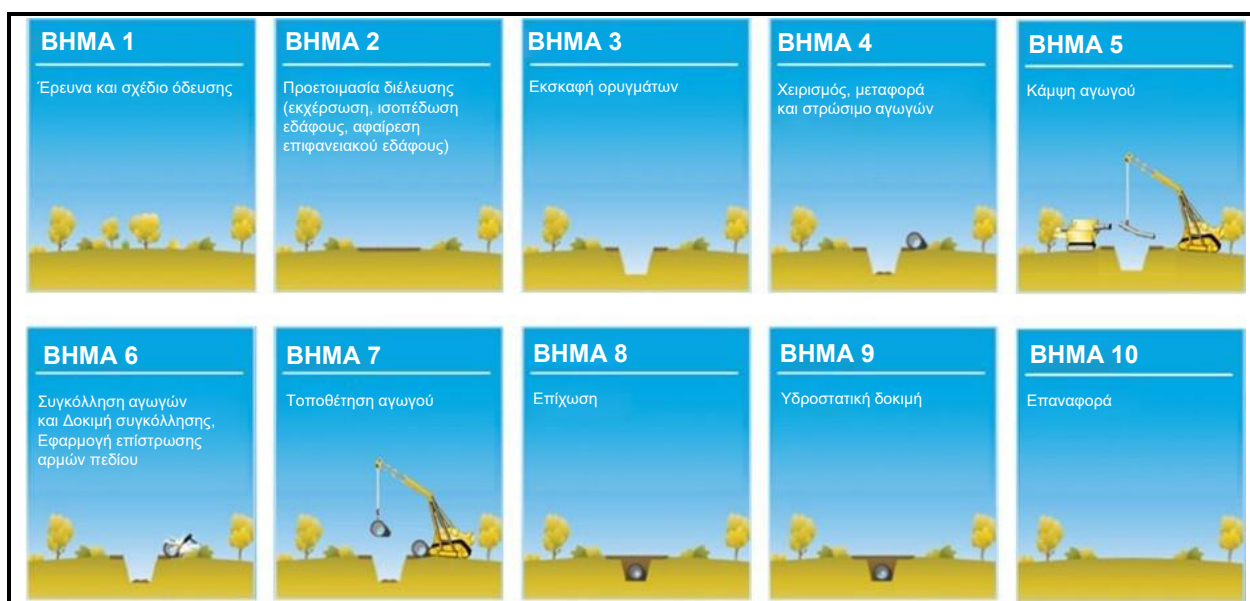 ΒΗΜΑ 1
Έρευνα και σχέδιο όδευσης
ΒΗΜΑ 2
Προετοιμασία διέλευσης
(εκχέρσωση, ισοπέδωση
εδάφους, αφαίρεση
επιφανειακού εδάφους)
ΒΗΜΑ 3
Εκσκαφή ορυγμάτων
ΒΗΜΑ 4
Χειρισμός, μεταφορά
και στρώσιμο αγωγών
ΒΗΜΑ 5
Κάμψη αγωγού
ΒΗΜΑ 6
Συγκόλληση αγωγών
και Δοκιμή συγκόλλησης,
Εφαρμογή επίστρωσης
αρμών πεδίου
ΒΗΜΑ 7
Τοποθέτηση αγωγού
ΒΗΜΑ 8
Επίχωση
ΒΗΜΑ 9
Υδροστατική δοκιμή
ΒΗΜΑ 10
Επαναφορά